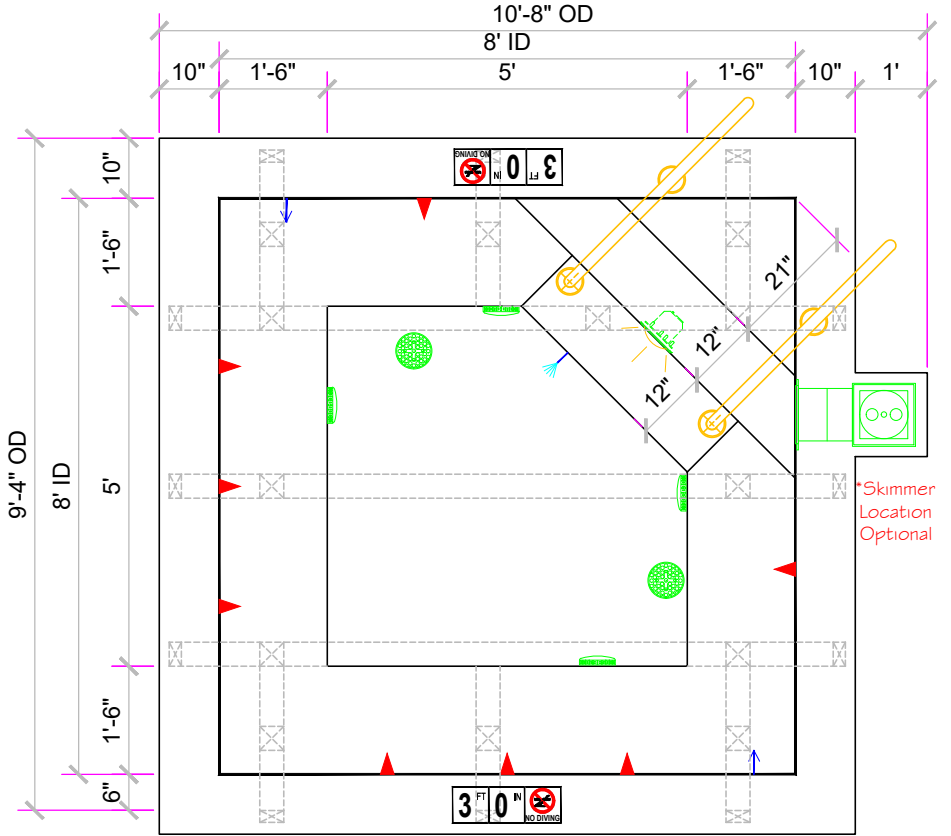 10'-8" OD
8' ID
10" 1'-6" 5' 1'-6" 10" 1'
NO DIVING IN 0 FT 3
10"
1'-6"
21"
12"
12"
9'-4" OD
8' ID
5'
*Skimmer
Location
Optional
1'-6"
6"
3 FT 0 IN NO DIVING